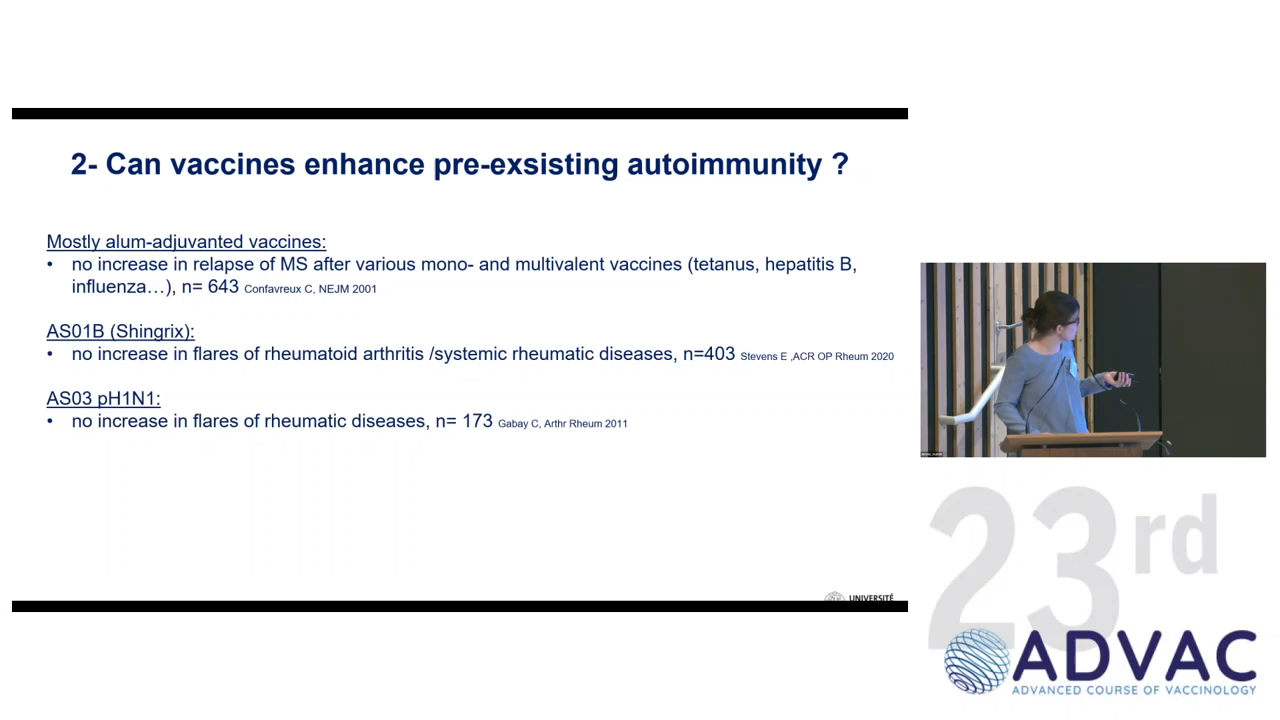 2- Can vaccines enhance pre-exsisting autoimmunity ?
Mostly alum-adjuvanted vaccines:
• no increase in relapse of MS after various mono- and multivalent vaccines (tetanus, hepatitis B,
influenza…), n= 643 Confavreux C, NEJM 2001
AS01B (Shingrix):
• no increase in flares of rheumatoid arthritis /systemic rheumatic diseases, n=403 Stevens E ,ACR OP Rheum 2020
AS03 pH1N1:
• no increase in flares of rheumatic diseases, n= 173 Gabay C, Arthr Rheum 2011
UNIVERSITÉ
23rd
ADVAC
ADVANCED COURSE OF VACCINOLOGY